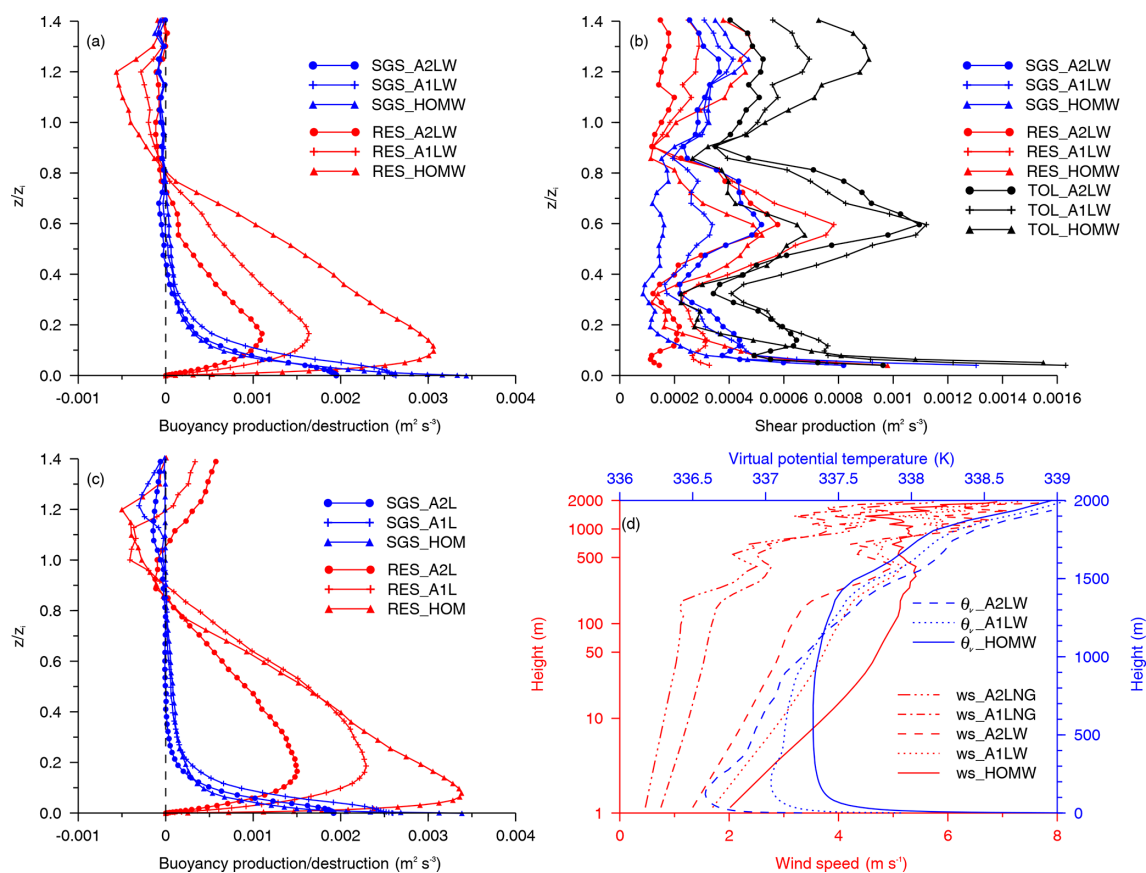 (a)
1.4
1.2
1.0
0.8
0.6
0.4
0.2
0.0
z/zᵢ
-0.001 0 0.001 0.002 0.003 0.004
Buoyancy production/destruction (m² s⁻³)
SGS_A2LW
SGS_A1LW
SGS_HOMW
RES_A2LW
RES_A1LW
RES_HOMW
(b)
1.4
1.2
1.0
0.8
0.6
0.4
0.2
0.0
z/zᵢ
0 0.0002 0.0004 0.0006 0.0008 0.001 0.0012 0.0014 0.0016
Shear production (m² s⁻³)
SGS_A2LW
SGS_A1LW
SGS_HOMW
RES_A2LW
RES_A1LW
RES_HOMW
TOL_A2LW
TOL_A1LW
TOL_HOMW
(c)
1.4
1.2
1.0
0.8
0.6
0.4
0.2
0.0
z/zᵢ
-0.001 0 0.001 0.002 0.003 0.004
Buoyancy production/destruction (m² s⁻³)
SGS_A2L
SGS_A1L
SGS_HOM
RES_A2L
RES_A1L
RES_HOM
Virtual potential temperature (K)
336 336.5 337 337.5 338 338.5 339
(d)
2000
1000
500
100
50
10
1
Height (m)
2000
1500
1000
500
0
Height (m)
θᵥ_A2LW
θᵥ_A1LW
θᵥ_HOMW
ws_A2LNG
ws_A1LNG
ws_A2LW
ws_A1LW
ws_HOMW
0 2 4 6 8
Wind speed (m s⁻¹)